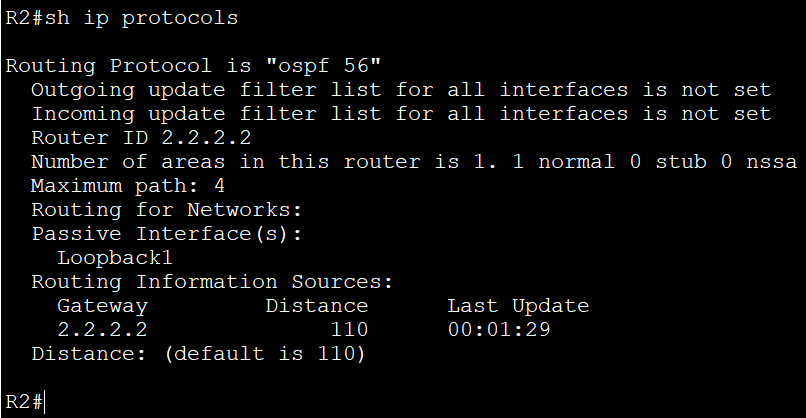 R2#sh ip protocols
Routing Protocol is "ospf 56"
Outgoing update filter list for all interfaces is not set
Incoming update filter list for all interfaces is not set
Router ID 2.2.2.2
Number of areas in this router is 1. 1 normal 0 stub 0 nssa
Maximum path: 4
Routing for Networks:
Passive Interface(s):
Loopback1
Routing Information Sources:
Gateway Distance Last Update
2.2.2.2 110 00:01:29
Distance: (default is 110)
R2#